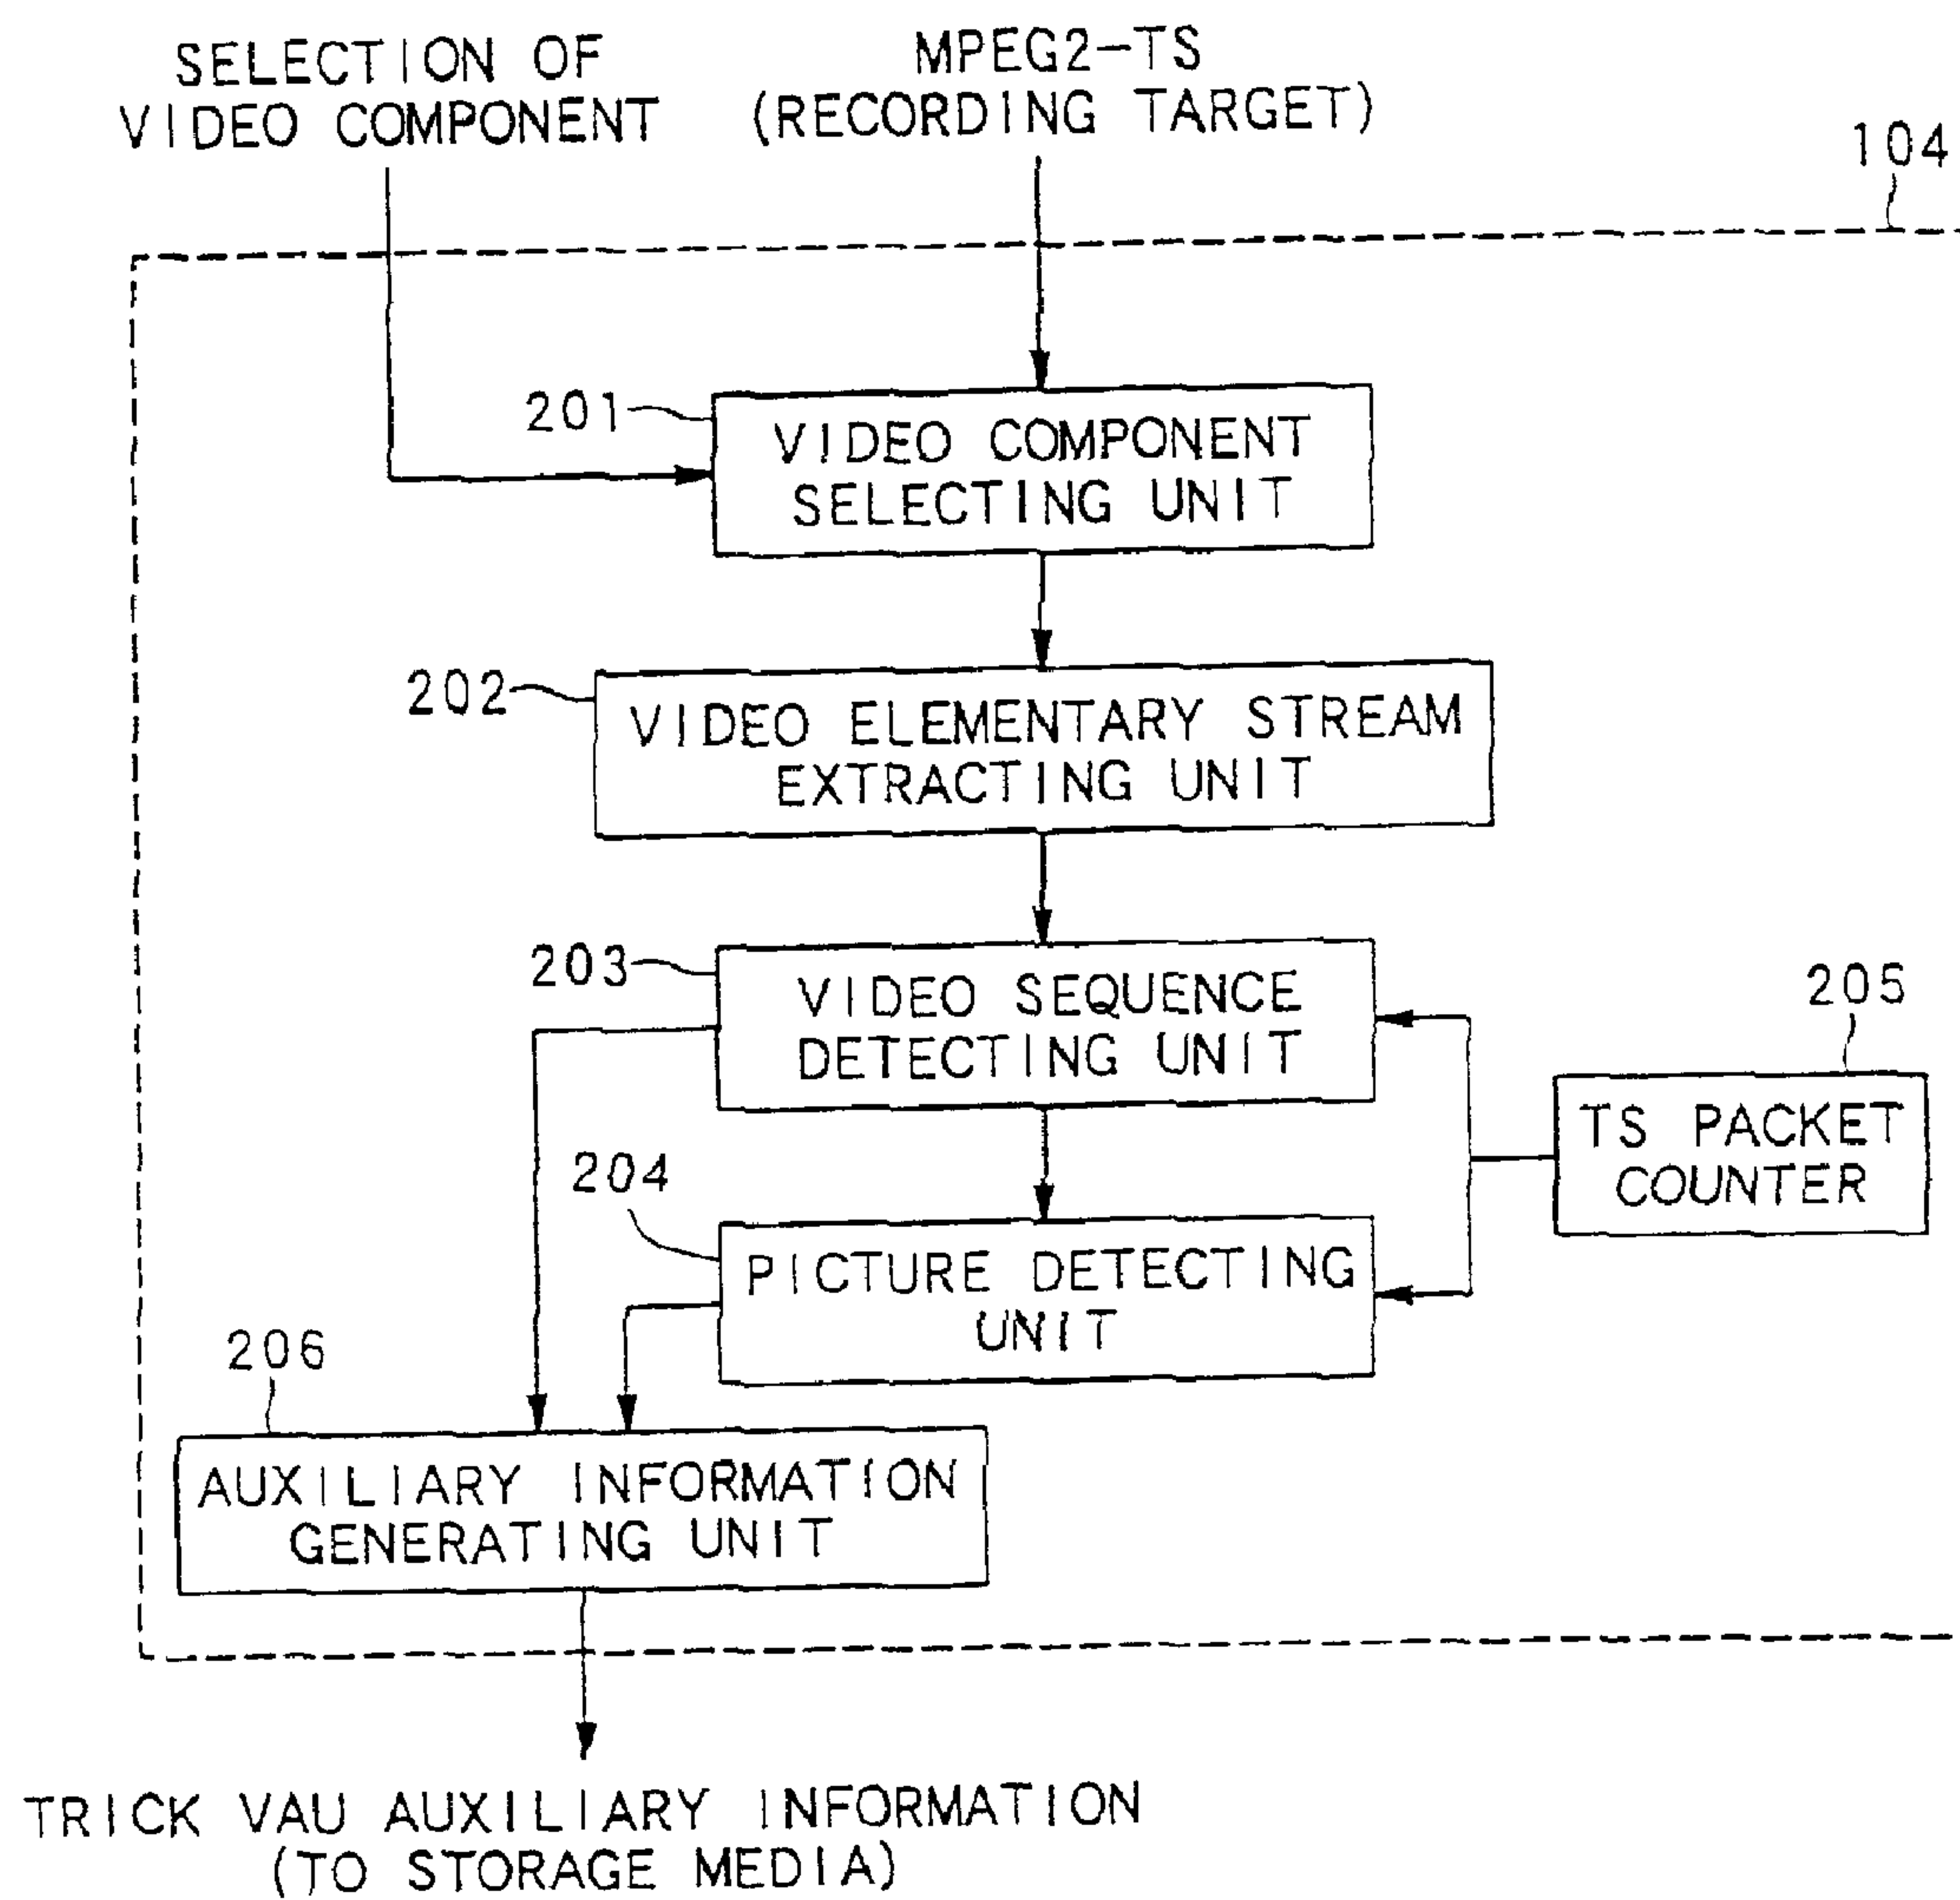 SELECTION OF
VIDEO COMPONENT
MPEG2-TS
(RECORDING TARGET)
104
201
VIDEO COMPONENT
SELECTING UNIT
202
VIDEO ELEMENTARY STREAM
EXTRACTING UNIT
203
VIDEO SEQUENCE
DETECTING UNIT
205
TS PACKET
COUNTER
204
PICTURE DETECTING
UNIT
206
AUXILIARY INFORMATION
GENERATING UNIT
TRICK VAU AUXILIARY INFORMATION
(TO STORAGE MEDIA)